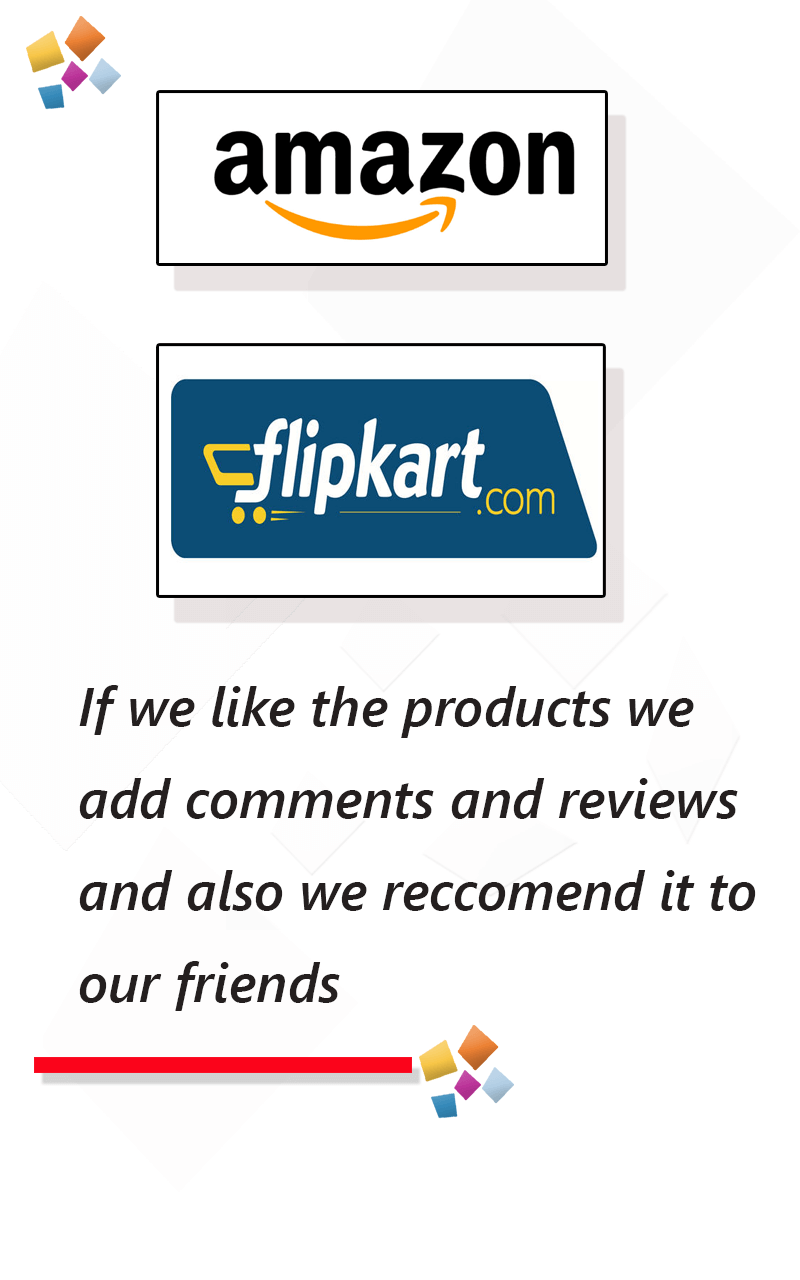 amazon
flipkart.com
If we like the products we
add comments and reviews
and also we reccomend it to
our friends